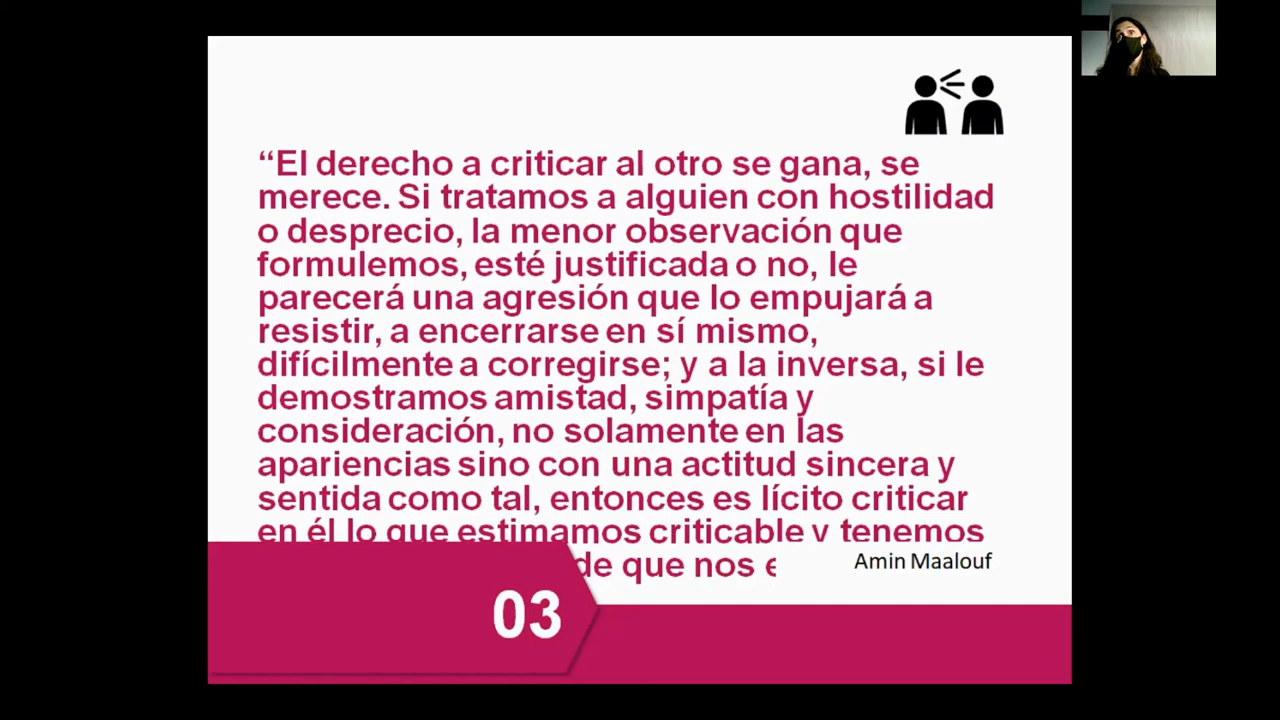 “El derecho a criticar al otro se gana, se
merece. Si tratamos a alguien con hostilidad
o desprecio, la menor observación que
formulemos, esté justificada o no, le
parecerá una agresión que lo empujará a
resistir, a encerrarse en sí mismo,
difícilmente a corregirse; y a la inversa, si le
demostramos amistad, simpatía y
consideración, no solamente en las
apariencias sino con una actitud sincera y
sentida como tal, entonces es lícito criticar
en él lo que estimamos criticable y tenemos
de que nos
Amin Maalouf
03